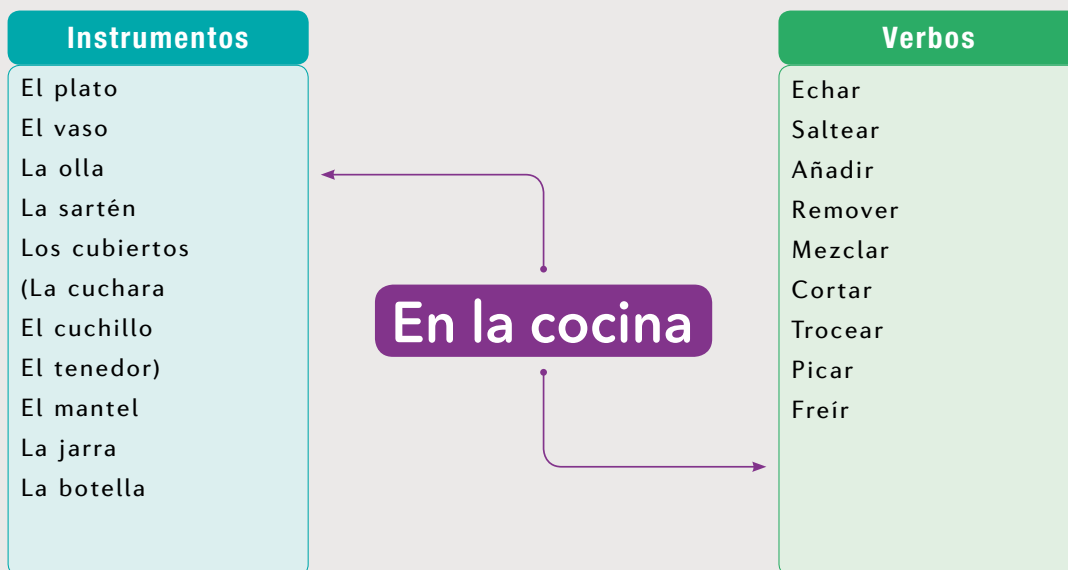 Instrumentos
El plato
El vaso
La olla
La sartén
Los cubiertos
(La cuchara
El cuchillo
El tenedor)
El mantel
La jarra
La botella
En la cocina
Verbos
Echar
Saltear
Añadir
Remover
Mezclar
Cortar
Trocear
Picar
Freír